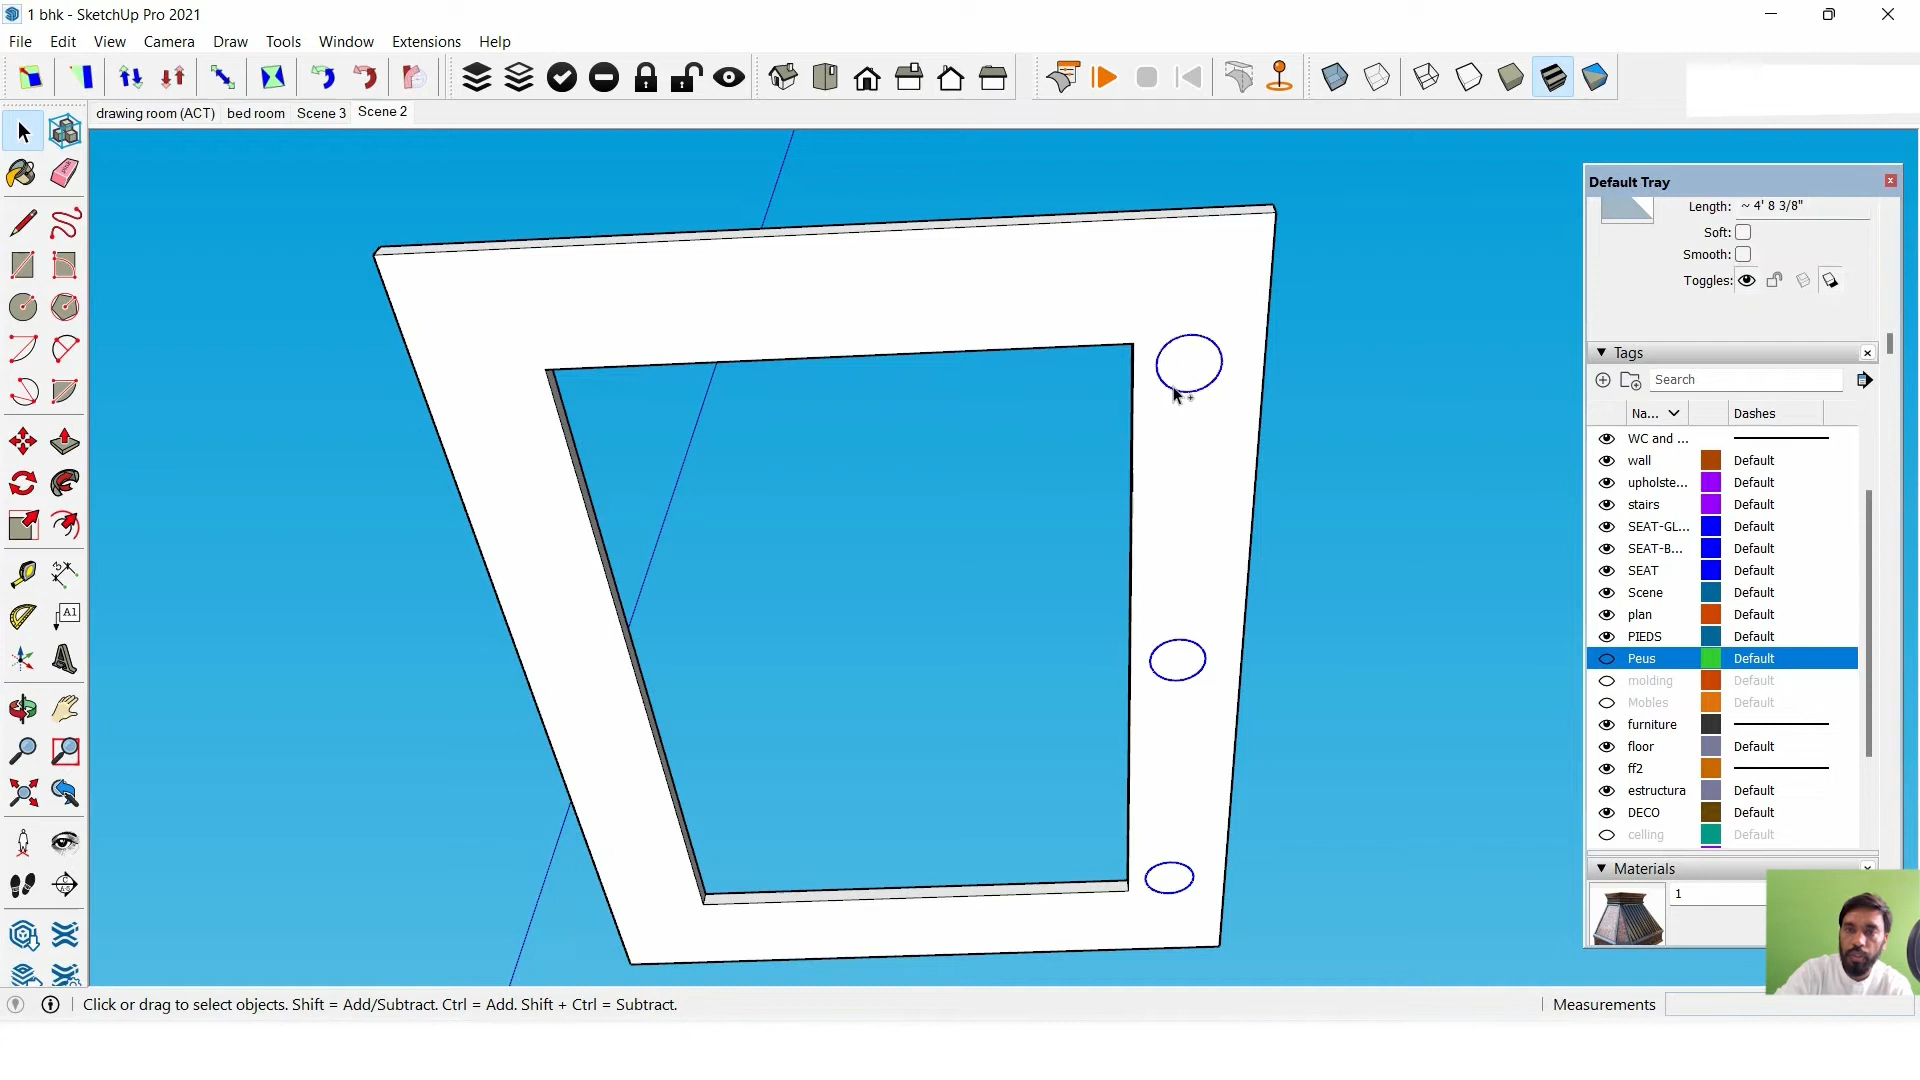 1 bhk - SketchUp Pro 2021
File Edit View Camera Draw Tools Window Extensions Help
drawing room (ACT) bed room Scene 3 Scene 2
Default Tray
Length: ~ 4' 8 3/8"
Soft:
Smooth:
Toggles:
Tags
Search
Na... Dashes
WC and ...
wall Default
upholste... Default
stairs Default
SEAT-GL... Default
SEAT-B... Default
SEAT Default
Scene Default
plan Default
PIEDS Default
Peus Default
molding Default
Mobles Default
furniture
floor Default
ff2
estructura Default
DECO Default
celling Default
Materials
1
A1
Click or drag to select objects. Shift = Add/Subtract. Ctrl = Add. Shift + Ctrl = Subtract.
Measurements